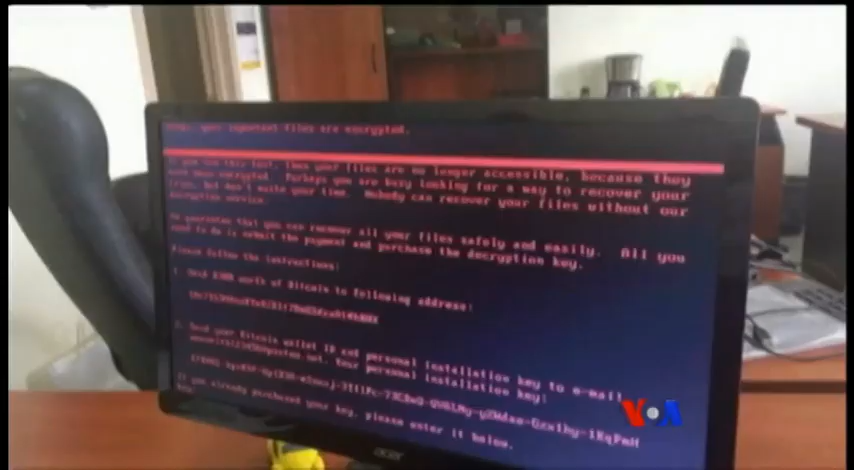 your important files are encrypted.
If you see this text, then your files are no longer accessible, because they
have been encrypted. Perhaps you are busy looking for a way to recover your
files, but don't waste your time. Nobody can recover your files without our
decryption service.
We guarantee that you can recover all your files safely and easily. All you
need to do is submit the payment and purchase the decryption key.
Please follow the instructions:
1. Send $300 worth of Bitcoin to following address:
2. Send your Bitcoin wallet ID and personal installation key to e-mail
Your personal installation key:
If you already purchased your key, please enter it below.
Key:
acer
VOA